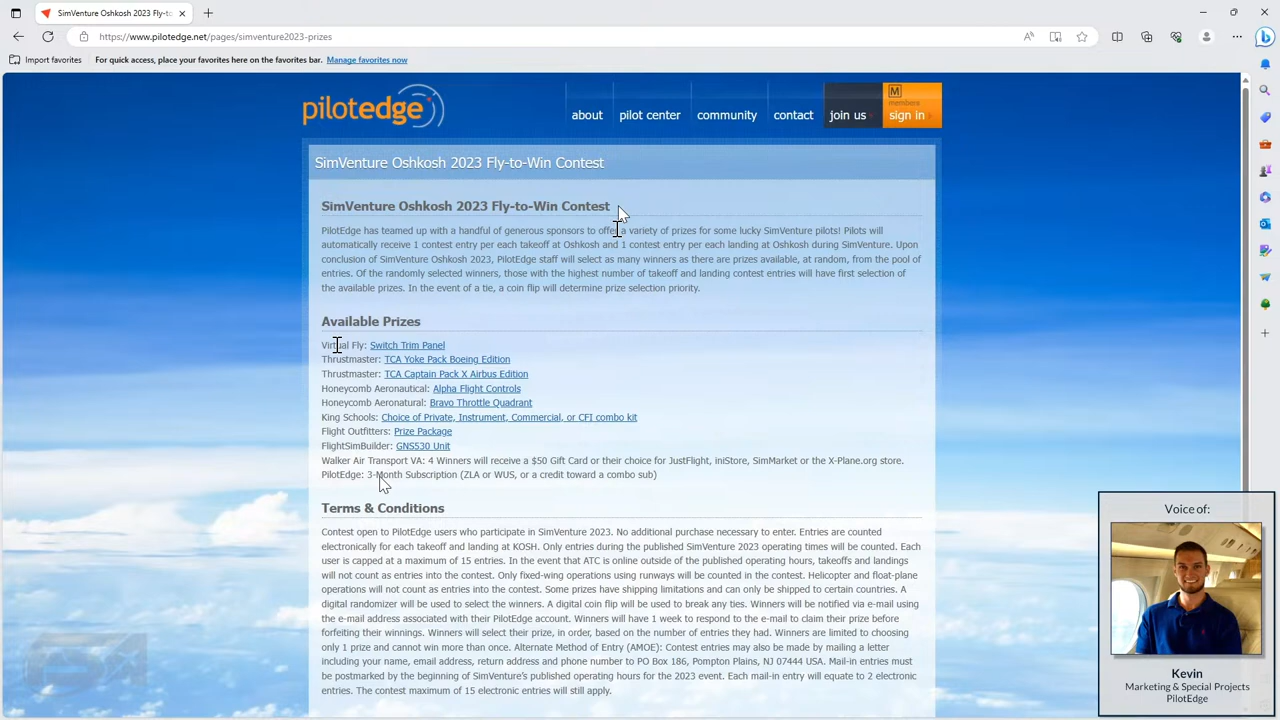 SimVenture Oshkosh 2023 Fly-to-
https://www.pilotedge.net/pages/simventure2023-prizes
Import favorites
For quick access, place your favorites here on the favorites bar. Manage favorites now
pilotedge
about
pilot center
community
contact
join us
M
members
sign in
SimVenture Oshkosh 2023 Fly-to-Win Contest
SimVenture Oshkosh 2023 Fly-to-Win Contest
PilotEdge has teamed up with a handful of generous sponsors to offer a variety of prizes for some lucky SimVenture pilots! Pilots will
automatically receive 1 contest entry per each takeoff at Oshkosh and 1 contest entry per each landing at Oshkosh during SimVenture. Upon
conclusion of SimVenture Oshkosh 2023, PilotEdge staff will select as many winners as there are prizes available, at random, from the pool of
entries. Of the randomly selected winners, those with the highest number of takeoff and landing contest entries will have first selection of
the available prizes. In the event of a tie, a coin flip will determine prize selection priority.
Available Prizes
Virtual Fly: Switch Trim Panel
Thrustmaster: TCA Yoke Pack Boeing Edition
Thrustmaster: TCA Captain Pack X Airbus Edition
Honeycomb Aeronautical: Alpha Flight Controls
Honeycomb Aeronatural: Bravo Throttle Quadrant
King Schools: Choice of Private, Instrument, Commercial, or CFI combo kit
Flight Outfitters: Prize Package
FlightSimBuilder: GNS530 Unit
Walker Air Transport VA: 4 Winners will receive a $50 Gift Card or their choice for JustFlight, iniStore, SimMarket or the X-Plane.org store.
PilotEdge: 3-Month Subscription (ZLA or WUS, or a credit toward a combo sub)
Terms & Conditions
Contest open to PilotEdge users who participate in SimVenture 2023. No additional purchase necessary to enter. Entries are counted
electronically for each takeoff and landing at KOSH. Only entries during the published SimVenture 2023 operating times will be counted. Each
user is capped at a maximum of 15 entries. In the event that ATC is online outside of the published operating hours, takeoffs and landings
will not count as entries into the contest. Only fixed-wing operations using runways will be counted in the contest. Helicopter and float-plane
operations will not count as entries into the contest. Some prizes have shipping limitations and can only be shipped to certain countries. A
digital randomizer will be used to select the winners. A digital coin flip will be used to break any ties. Winners will be notified via e-mail using
the e-mail address associated with their PilotEdge account. Winners will have 1 week to respond to the e-mail to claim their prize before
forfeiting their winnings. Winners will select their prize, in order, based on the number of entries they had. Winners are limited to choosing
only 1 prize and cannot win more than once. Alternate Method of Entry (AMOE): Contest entries may also be made by mailing a letter
including your name, email address, return address and phone number to PO Box 186, Pompton Plains, NJ 07444 USA. Mail-in entries must
be postmarked by the beginning of SimVenture's published operating hours for the 2023 event. Each mail-in entry will equate to 2 electronic
entries. The contest maximum of 15 electronic entries will still apply.
Voice of:
Kevin
Marketing & Special Projects
PilotEdge